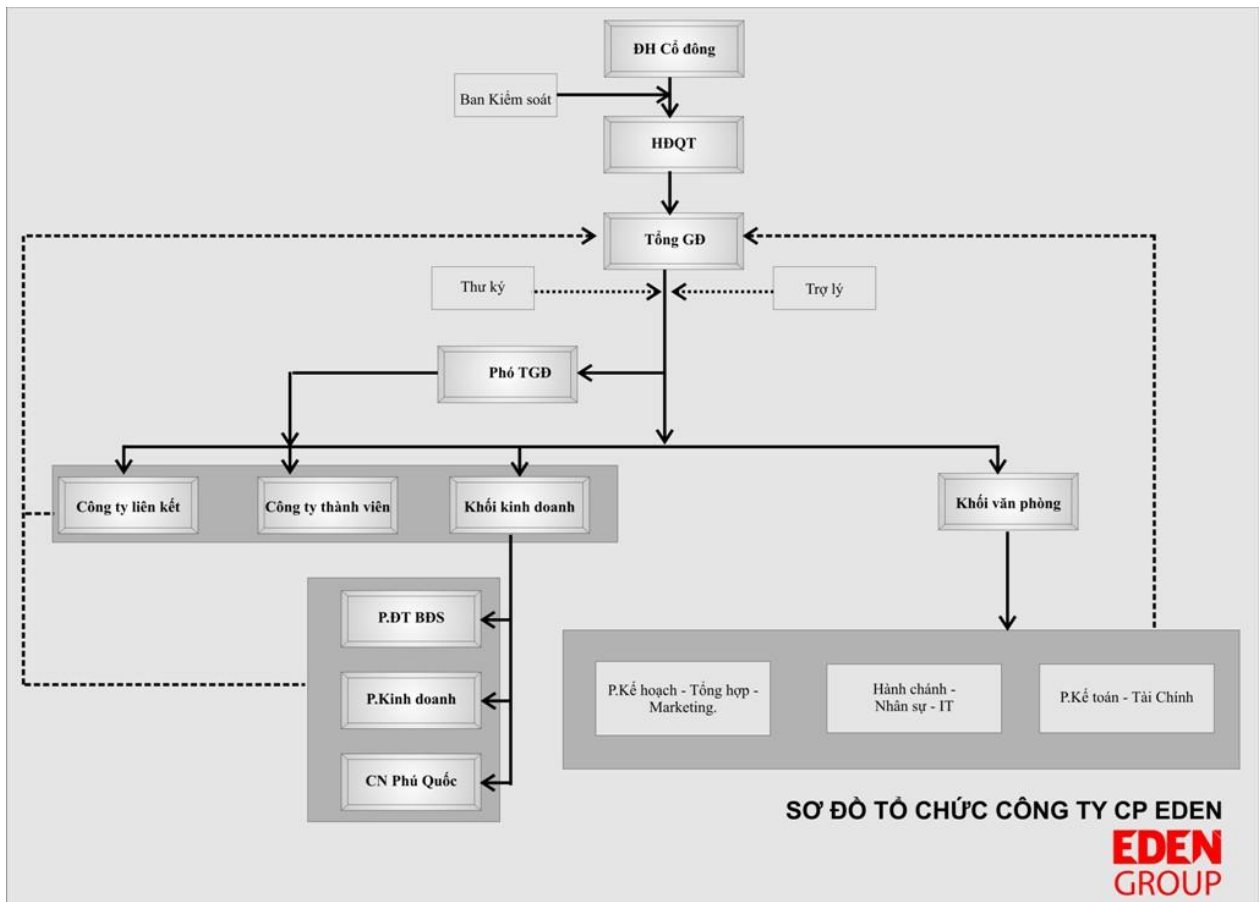 ĐH Cổ đông
Ban Kiểm soát
HĐQT
Tổng GĐ
Thư ký
Trợ lý
Phó TGĐ
Công ty liên kết
Công ty thành viên
Khối kinh doanh
Khối văn phòng
P.ĐT BĐS
P.Kinh doanh
CN Phú Quốc
P.Kế hoạch - Tổng hợp -
Marketing.
Hành chánh -
Nhân sự - IT
P.Kế toán - Tài Chính
SƠ ĐỒ TỔ CHỨC CÔNG TY CP EDEN
EDEN
GROUP